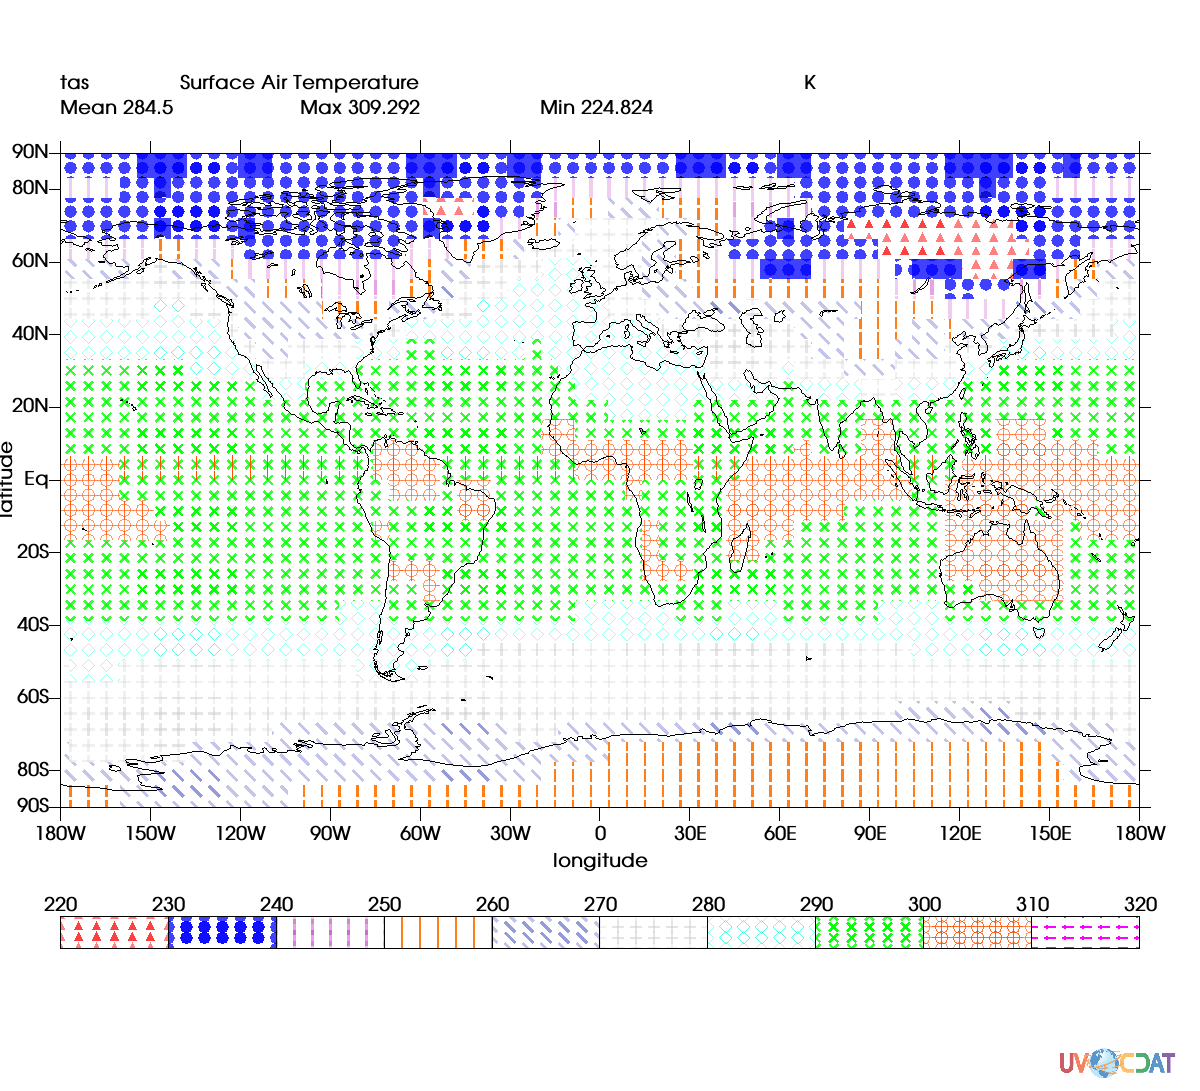 tas Surface Air Temperature K
Mean 284.5 Max 309.292 Min 224.824
90N
80N
60N
40N
20N
Eq
20S
40S
60S
80S
90S
latitude
180W 150W 120W 90W 60W 30W 0 30E 60E 90E 120E 150E 180W
longitude
220 230 240 250 260 270 280 290 300 310 320
UVCDAT